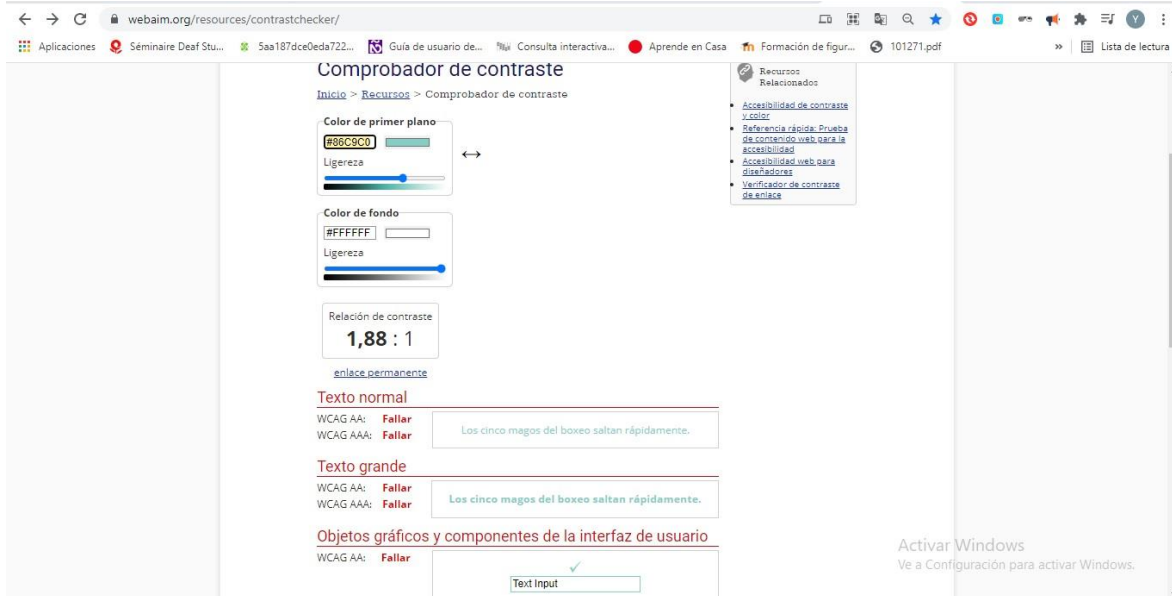 webaim.org/resources/contrastchecker/
Aplicaciones
Séminaire Deaf Stu...
5aa187dce0eda722...
Guía de usuario de...
Consulta interactiva...
Aprende en Casa
Formación de figur...
101271.pdf
»
Lista de lectura
Y
Comprobador de contraste
Inicio > Recursos > Comprobador de contraste
Color de primer plano
#86C9C0
Ligereza
Color de fondo
#FFFFFF
Ligereza
Relación de contraste
1,88 : 1
enlace permanente
Texto normal
WCAG AA: Fallar
WCAG AAA: Fallar
Los cinco magos del boxeo saltan rápidamente.
Texto grande
WCAG AA: Fallar
WCAG AAA: Fallar
Los cinco magos del boxeo saltan rápidamente.
Objetos gráficos y componentes de la interfaz de usuario
WCAG AA: Fallar
Text Input
Recursos
Relacionados
Accesibilidad de contraste
y color
Referencia rápida: Prueba
de contenido web para la
accesibilidad
Accesibilidad web para
diseñadores
Verificador de contraste
de enlace
Activar Windows
Ve a Configuración para activar Windows.